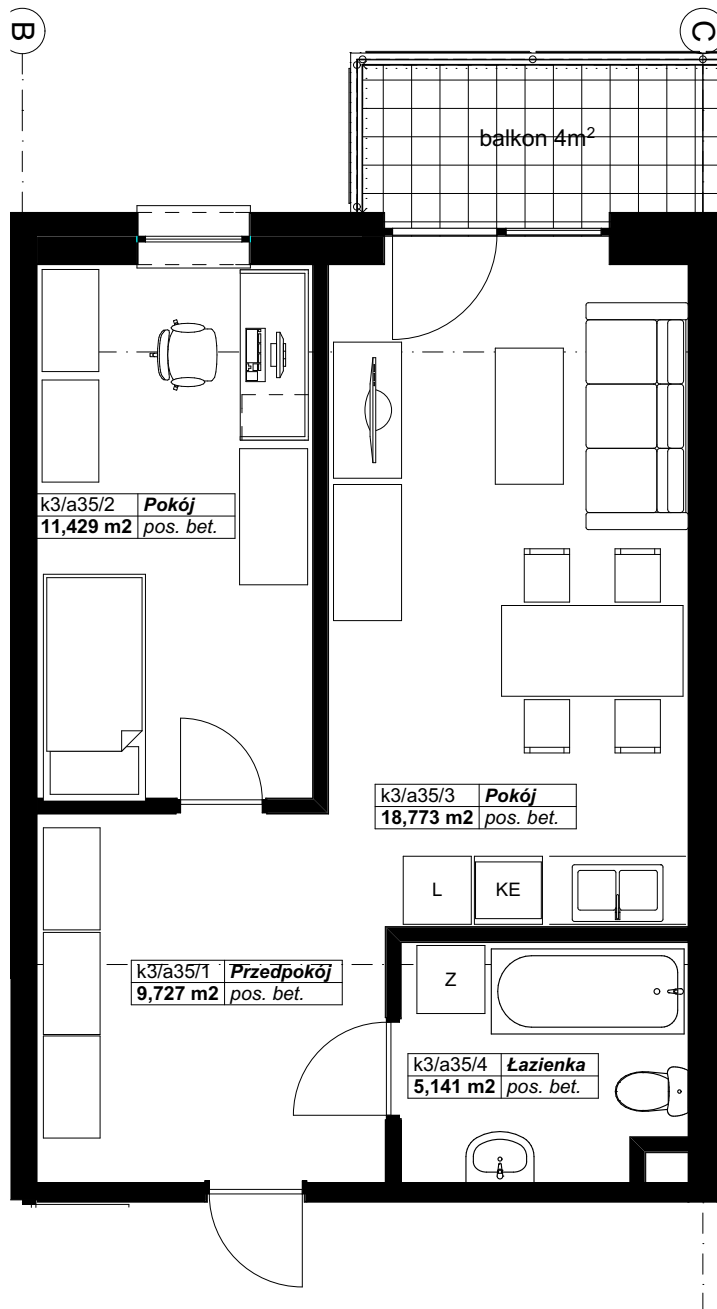 B
C
balkon 4m²
k3/a35/2 Pokój
11,429 m2 pos. bet.
k3/a35/3 Pokój
18,773 m2 pos. bet.
L
KE
k3/a35/1 Przedpokój
9,727 m2 pos. bet.
Z
k3/a35/4 Łazienka
5,141 m2 pos. bet.